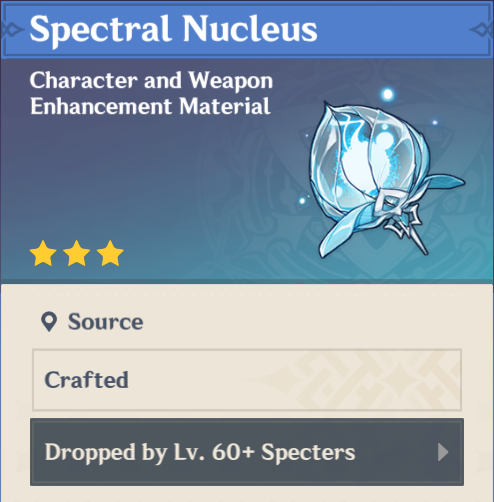 Spectral Nucleus
Character and Weapon
Enhancement Material
Source
Crafted
Dropped by Lv. 60+ Specters